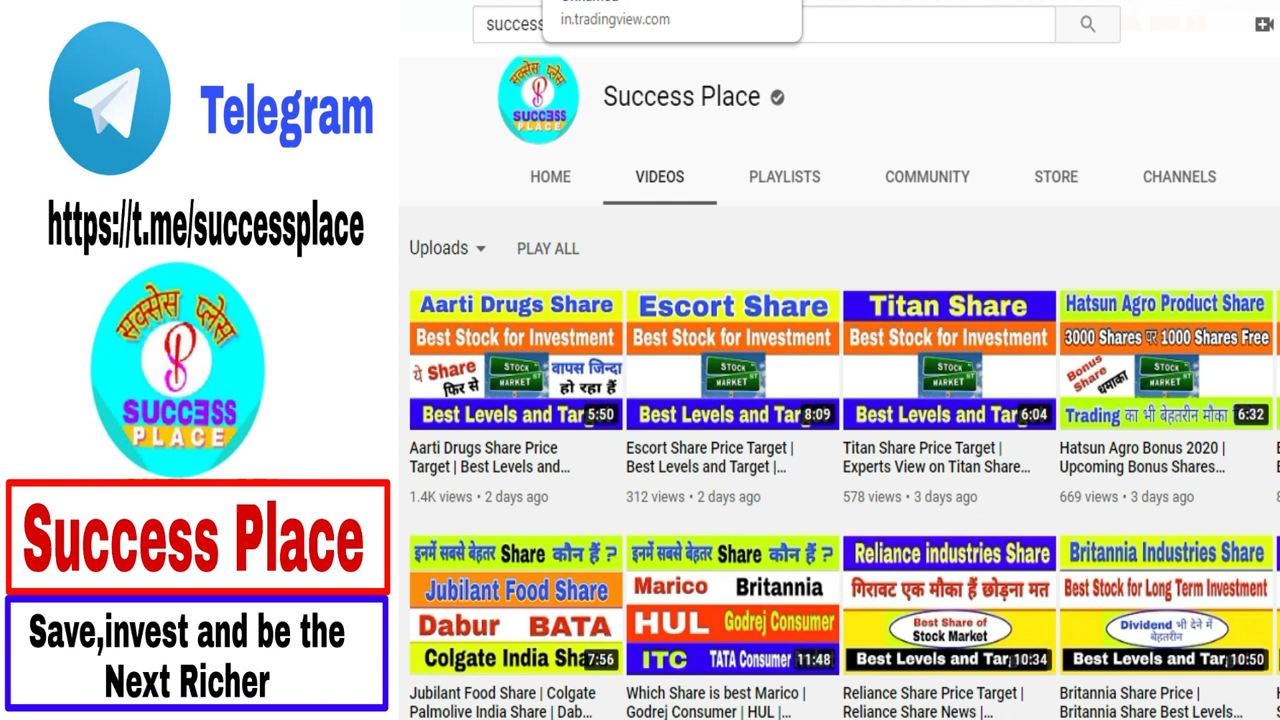 Telegram
https://t.me/successplace
सक्सेस प्लेस
SUCCESS
PLACE
Success Place
Save,invest and be the
Next Richer
success
in.tradingview.com
सक्सेस प्लेस
SUCCESS
PLACE
Success Place
HOME VIDEOS PLAYLISTS COMMUNITY STORE CHANNELS
Uploads PLAY ALL
Aarti Drugs Share
Best Stock for Investment
ये Share फिर से
STOCK MARKET
वापस जिन्दा हो रहा हैं
Best Levels and Tar
5:50
Aarti Drugs Share Price
Target | Best Levels and...
1.4K views • 2 days ago
Escort Share
Best Stock for Investment
STOCK MARKET
Best Levels and Tar
8:09
Escort Share Price Target |
Best Levels and Target |...
312 views • 2 days ago
Titan Share
Best Stock for Investment
STOCK MARKET
Best Levels and Tar
6:04
Titan Share Price Target |
Experts View on Titan Share...
578 views • 3 days ago
Hatsun Agro Product Share
3000 Shares पर 1000 Shares Free
Bonus Share धमाका
STOCK MARKET
Trading का भी बेहतरीन मौका
6:32
Hatsun Agro Bonus 2020 |
Upcoming Bonus Shares...
669 views • 3 days ago
इनमें सबसे बेहतर Share कौन हैं ?
Jubilant Food Share
Dabur BATA
Colgate India Sha
7:56
Jubilant Food Share | Colgate
Palmolive India Share | Dab...
इनमें सबसे बेहतर Share कौन हैं ?
Marico Britannia
HUL Godrej Consumer
ITC TATA Consumer
11:48
Which Share is best Marico |
Godrej Consumer | HUL |...
Reliance industries Share
गिरावट एक मौका हैं छोड़ना मत
Best Share of
Stock Market
Best Levels and Tar
10:34
Reliance Share Price Target |
Reliance Share News |...
Britannia Industries Share
Best Stock for Long Term Investment
Dividend भी देने में
बेहतरीन
Best Levels and Tar
10:50
Britannia Share Price |
Britannia Share Best Levels...